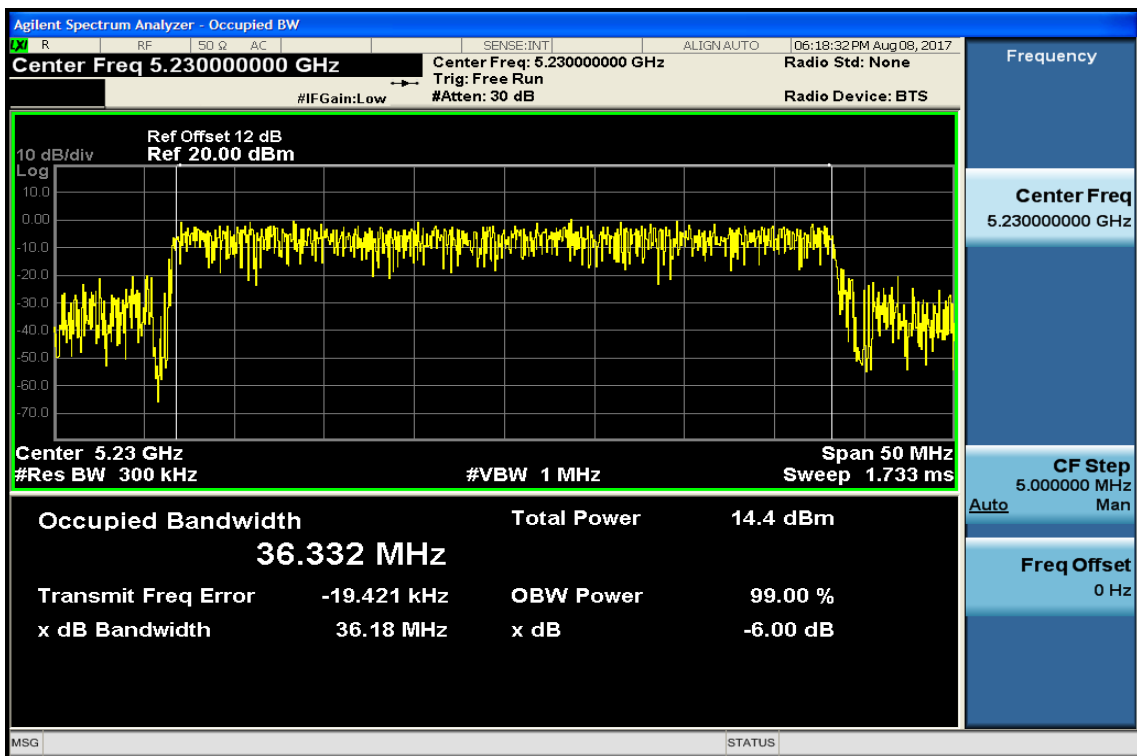 Agilent Spectrum Analyzer - Occupied BW
LXI R RF 50 Ω AC SENSE:INT ALIGN AUTO 06:18:32 PM Aug 08, 2017
Center Freq 5.230000000 GHz
Center Freq: 5.230000000 GHz
Radio Std: None
Trig: Free Run
#IFGain:Low
#Atten: 30 dB
Radio Device: BTS
Ref Offset 12 dB
10 dB/div
Ref 20.00 dBm
Log
10.0
0.00
-10.0
-20.0
-30.0
-40.0
-50.0
-60.0
-70.0
Center 5.23 GHz
Span 50 MHz
#Res BW 300 kHz
#VBW 1 MHz
Sweep 1.733 ms
Occupied Bandwidth
Total Power 14.4 dBm
36.332 MHz
Transmit Freq Error -19.421 kHz
OBW Power 99.00 %
x dB Bandwidth 36.18 MHz
x dB -6.00 dB
MSG
STATUS
Frequency
Center Freq
5.230000000 GHz
CF Step
5.000000 MHz
Auto Man
Freq Offset
0 Hz